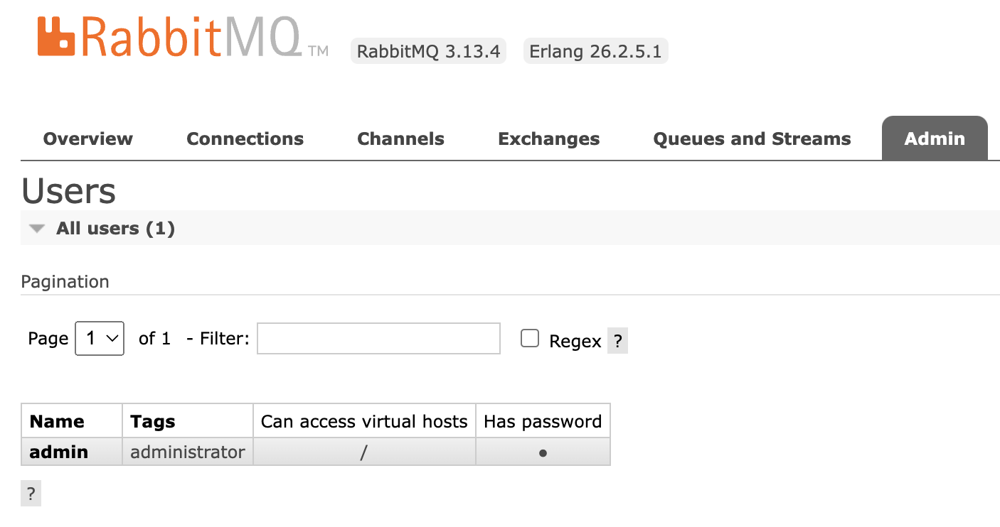 RabbitMQ TM RabbitMQ 3.13.4 Erlang 26.2.5.1
Overview Connections Channels Exchanges Queues and Streams Admin
Users
All users (1)
Pagination
Page 1 of 1 - Filter: Regex ?
Name Tags Can access virtual hosts Has password
admin administrator / ●
?